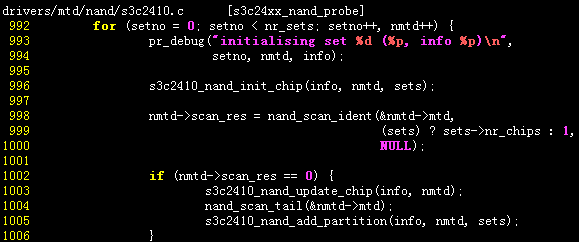 drivers/mtd/nand/s3c2410.c [s3c24xx_nand_probe]
992 for (setno = 0; setno < nr_sets; setno++, nmtd++) {
993 pr_debug("initialising set %d (%p, info %p)\n",
994 setno, nmtd, info);
995
996 s3c2410_nand_init_chip(info, nmtd, sets);
997
998 nmtd->scan_res = nand_scan_ident(&nmtd->mtd,
999 (sets) ? sets->nr_chips : 1,
1000 NULL);
1001
1002 if (nmtd->scan_res == 0) {
1003 s3c2410_nand_update_chip(info, nmtd);
1004 nand_scan_tail(&nmtd->mtd);
1005 s3c2410_nand_add_partition(info, nmtd, sets);
1006 }